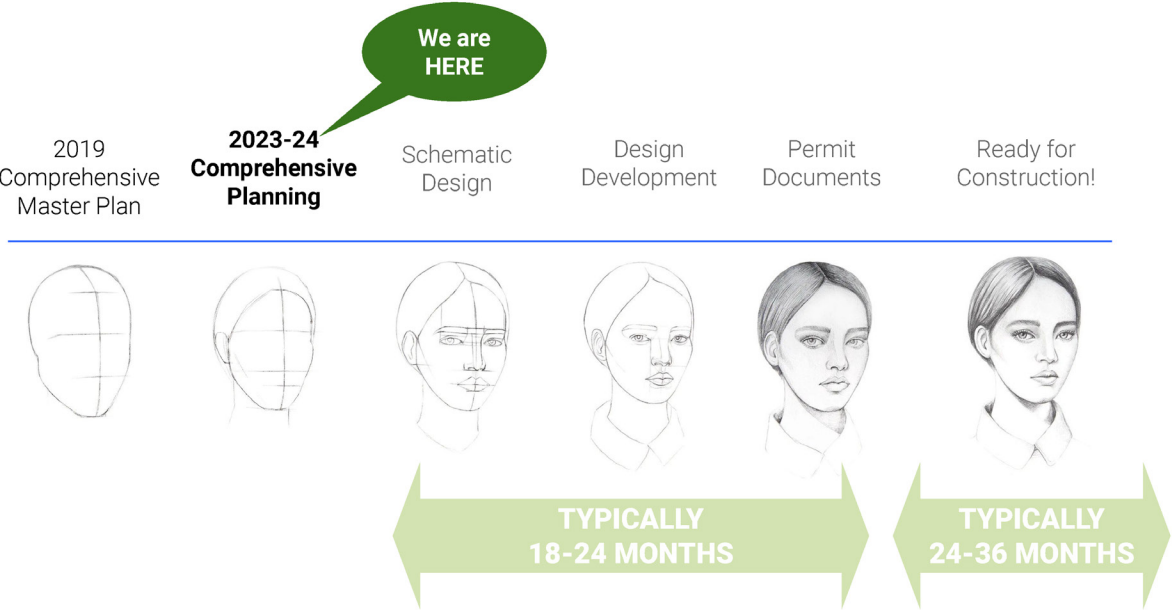 We are
HERE
2019
Comprehensive
Master Plan
2023-24
Comprehensive
Planning
Schematic
Design
Design
Development
Permit
Documents
Ready for
Construction!
TYPICALLY
18-24 MONTHS
TYPICALLY
24-36 MONTHS